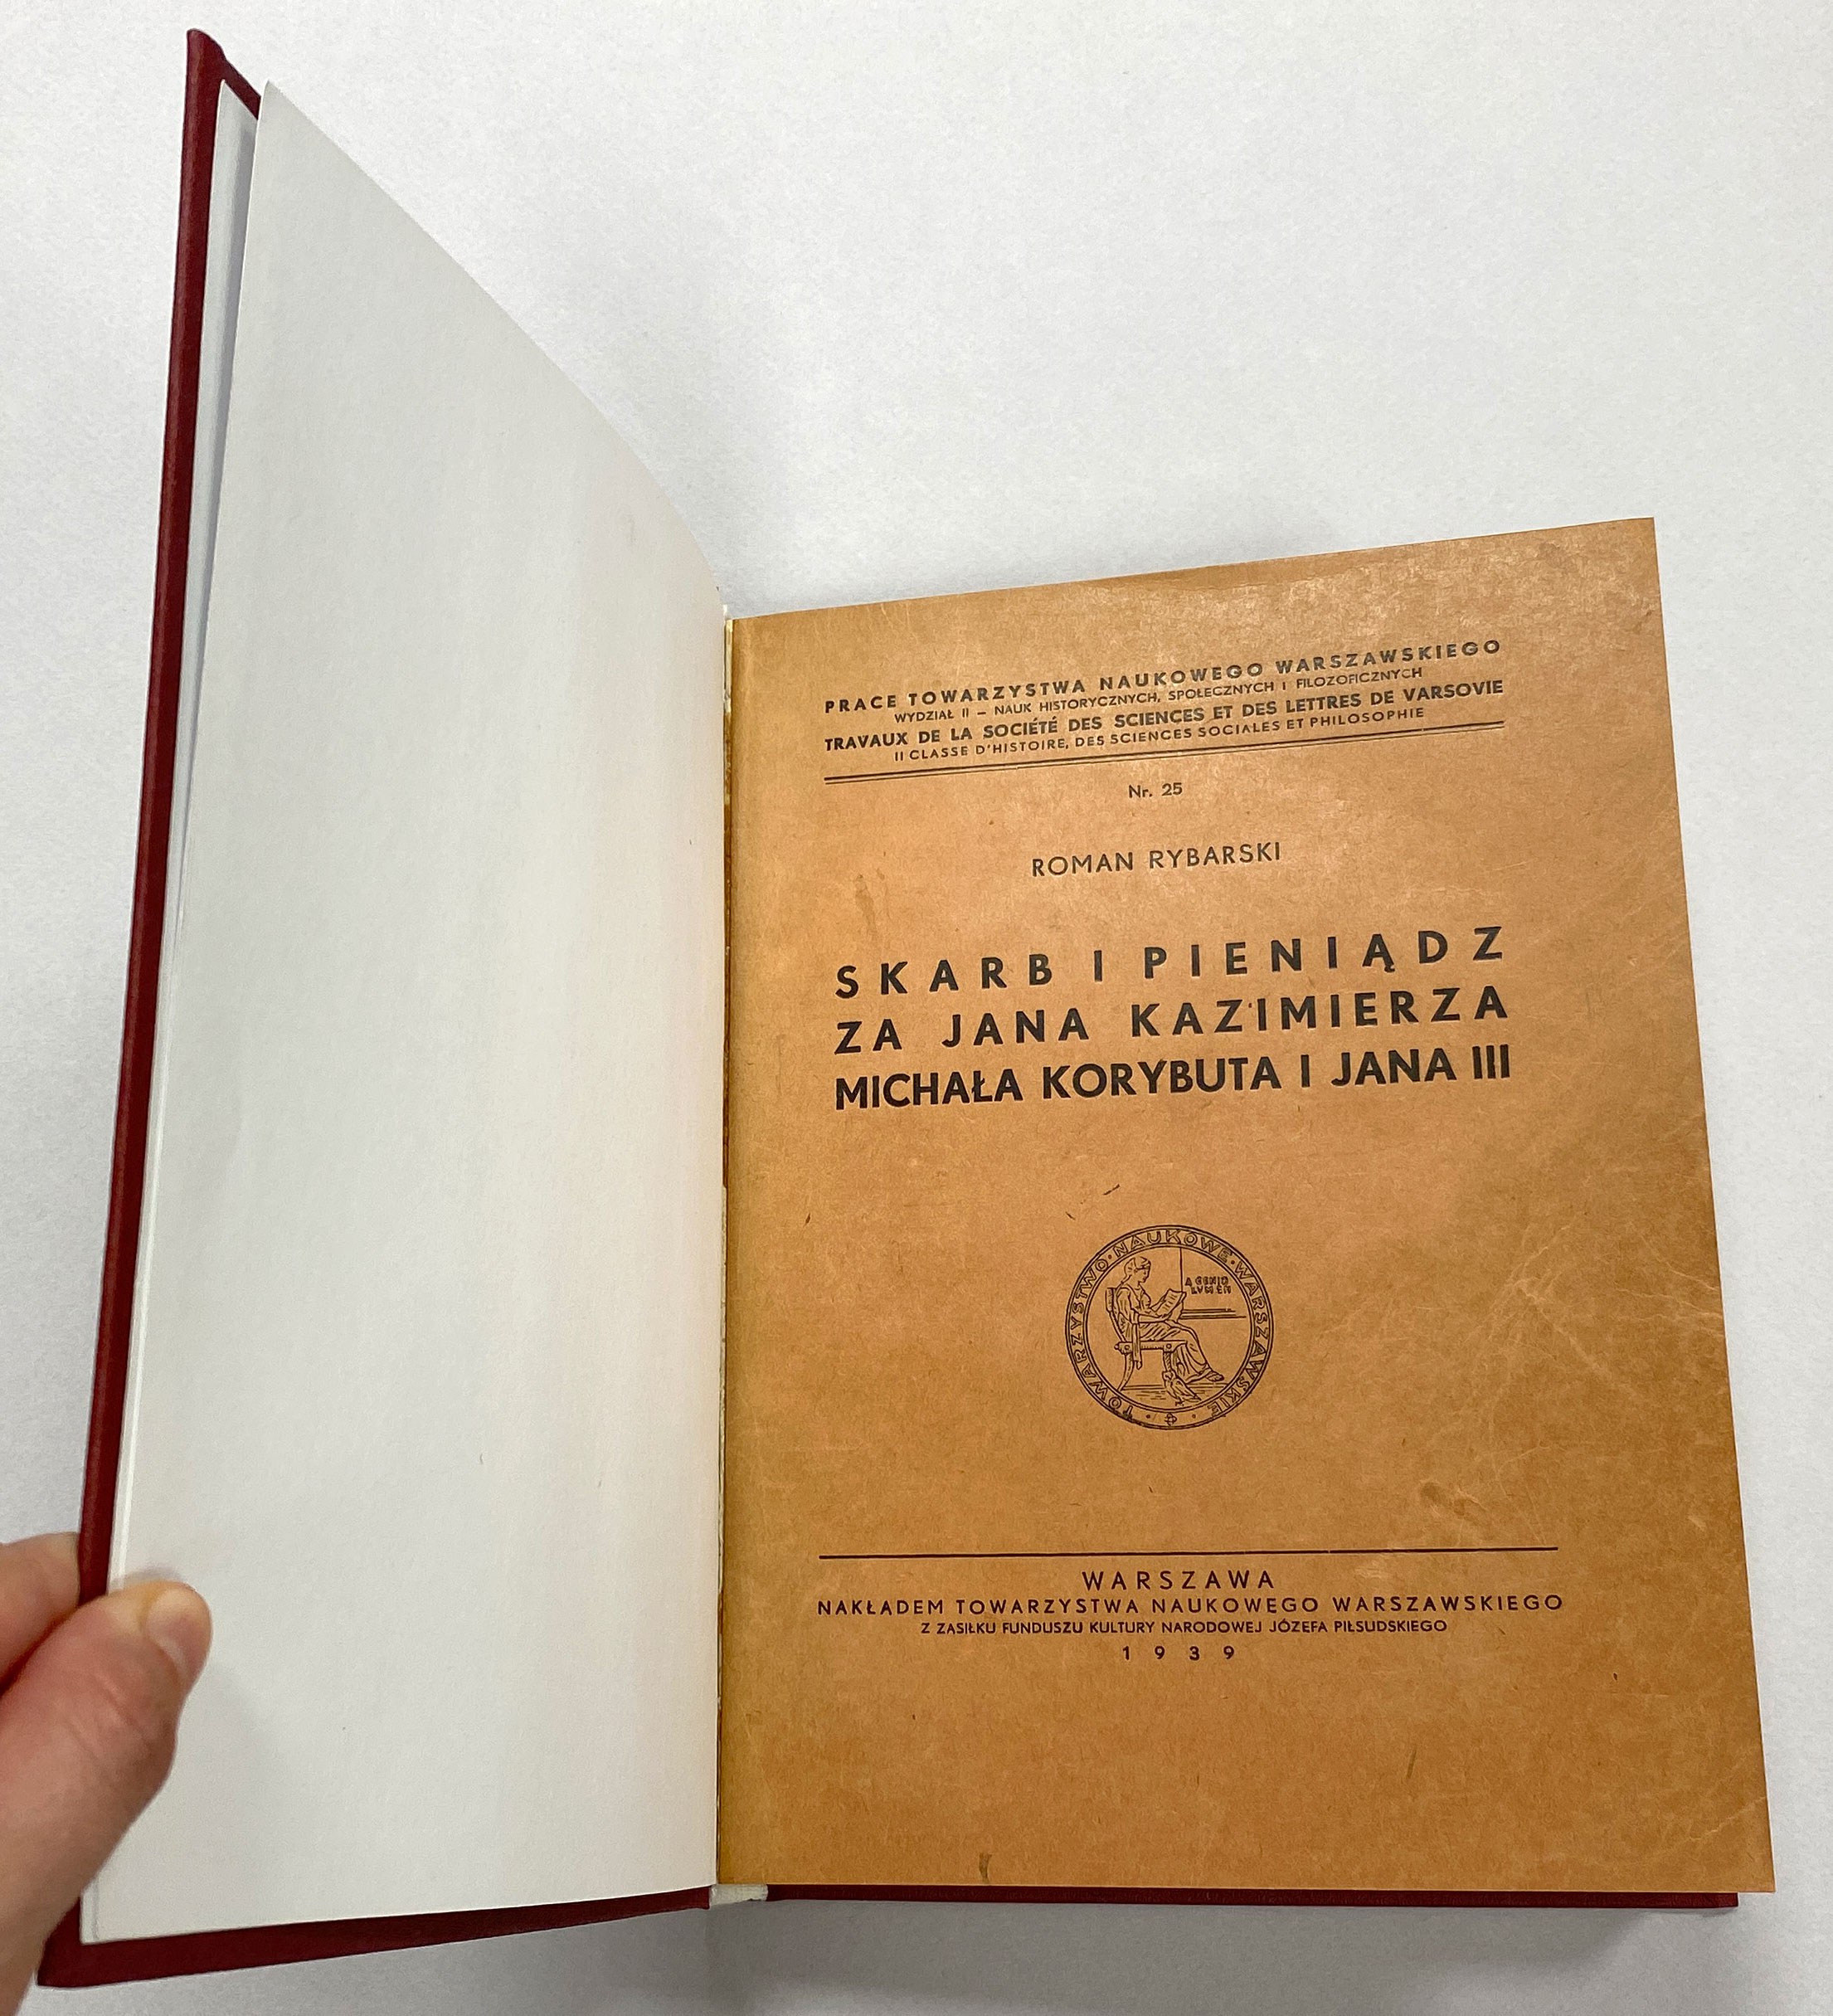 PRACE TOWARZYSTWA NAUKOWEGO WARSZAWSKIEGO
WYDZIAŁ II – NAUK HISTORYCZNYCH, SPOŁECZNYCH I FILOZOFICZNYCH
TRAVAUX DE LA SOCIÉTÉ DES SCIENCES ET DES LETTRES DE VARSOVIE
II CLASSE D'HISTOIRE, DES SCIENCES SOCIALES ET PHILOSOPHIE
Nr. 25
ROMAN RYBARSKI
SKARB I PIENIĄDZ
ZA JANA KAZIMIERZA
MICHAŁA KORYBUTA I JANA III
TOWARZYSTWO · NAUKOWE · WARSZAWSKIE
A GENIO
LVMEN
WARSZAWA
NAKŁADEM TOWARZYSTWA NAUKOWEGO WARSZAWSKIEGO
Z ZASIŁKU FUNDUSZU KULTURY NARODOWEJ JÓZEFA PIŁSUDSKIEGO
1939